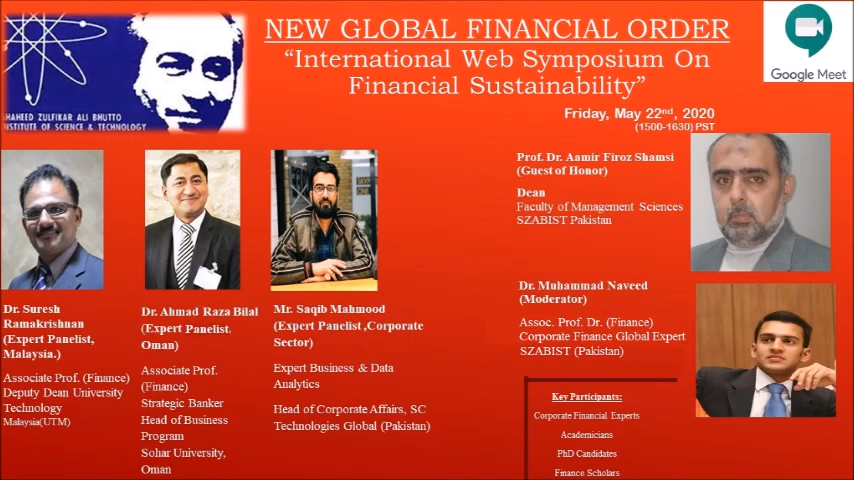 NEW GLOBAL FINANCIAL ORDER
“International Web Symposium On
Financial Sustainability”
Friday, May 22nd, 2020
(1500-1630) PST
Google Meet
HAHEED ZULFIKAR ALI BHUTTO
INSTITUTE OF SCIENCE & TECHNOLOGY
Prof. Dr. Aamir Firoz Shamsi
(Guest of Honor)
Dean
Faculty of Management Sciences
SZABIST Pakistan
Dr. Muhammad Naveed
(Moderator)
Assoc. Prof. Dr. (Finance)
Corporate Finance Global Expert
SZABIST (Pakistan)
Dr. Suresh
Ramakrishnan
(Expert Panelist,
Malaysia.)
Associate Prof. (Finance)
Deputy Dean University
Technology
Malaysia(UTM)
Dr. Ahmad Raza Bilal
(Expert Panelist.
Oman)
Associate Prof.
(Finance)
Strategic Banker
Head of Business
Program
Sohar University,
Oman
Mr. Saqib Mahmood
(Expert Panelist ,Corporate
Sector)
Expert Business & Data
Analytics
Head of Corporate Affairs, SC
Technologies Global (Pakistan)
Key Participants:
Corporate Financial Experts
Academicians
PhD Candidates
Finance Scholars